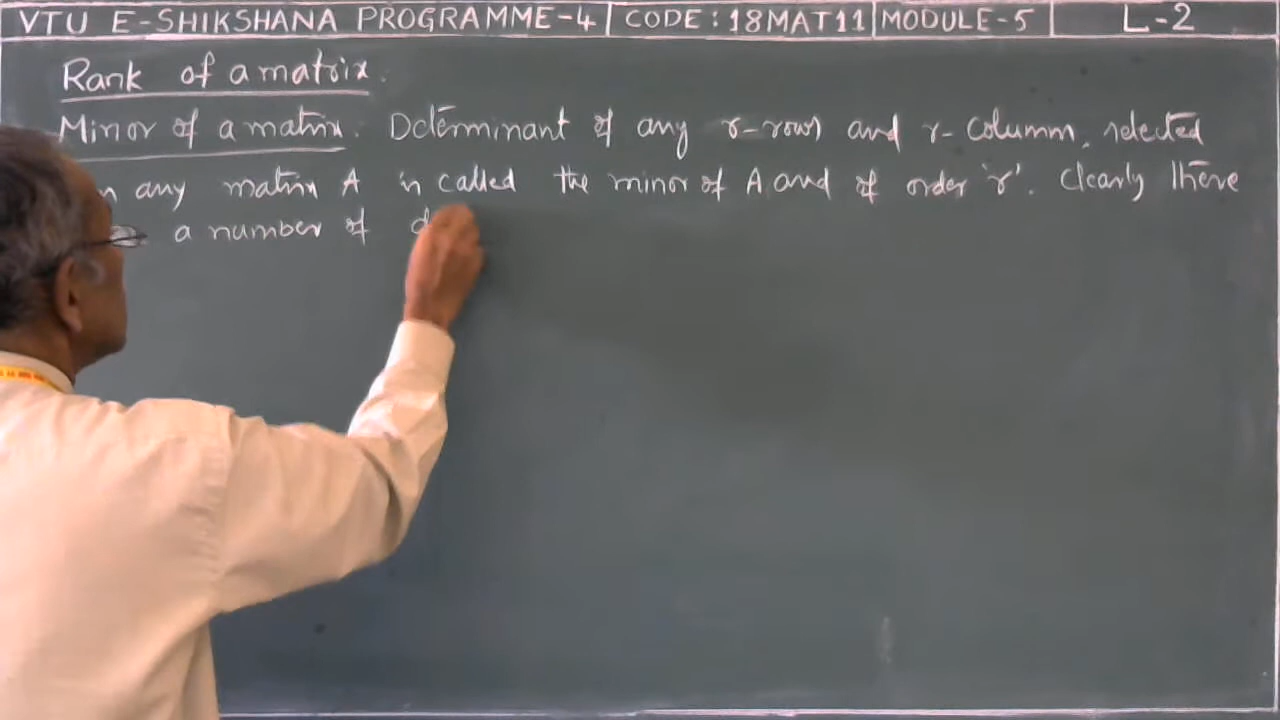 VTU E-SHIKSHANA PROGRAMME-4 | CODE: 18MAT11 | MODULE-5 | L-2
Rank of a matrix.
Minor of a matrix. Determinant of any r-rows and r-columns selected
any matrix A is called the minor of A and of order 'r'. Clearly there
a number of